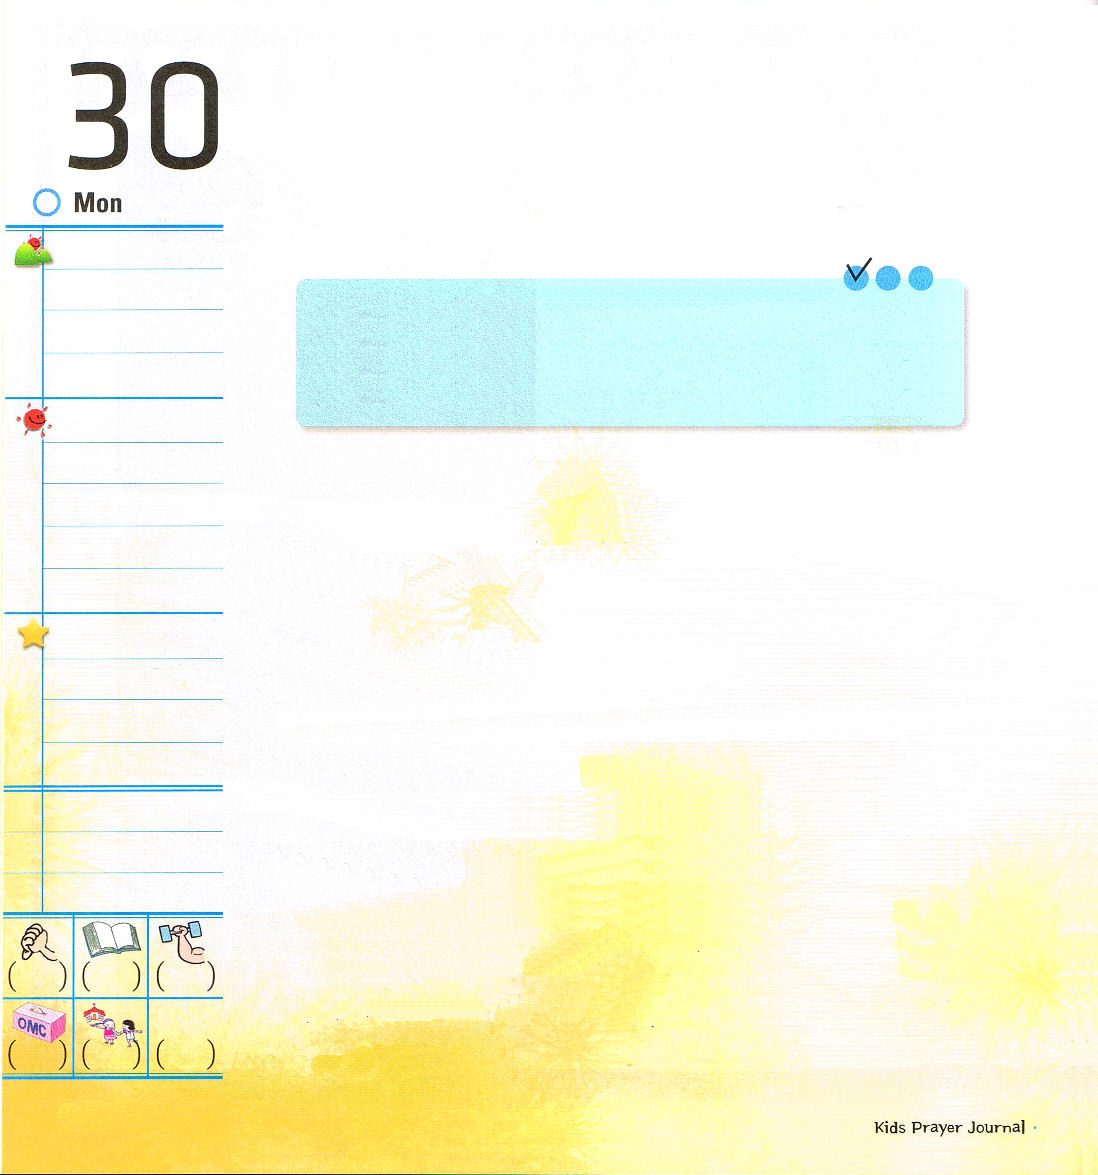 30
Mon
( ) ( ) ( )
OMC
( ) ( ) ( )
Kids Prayer Journal